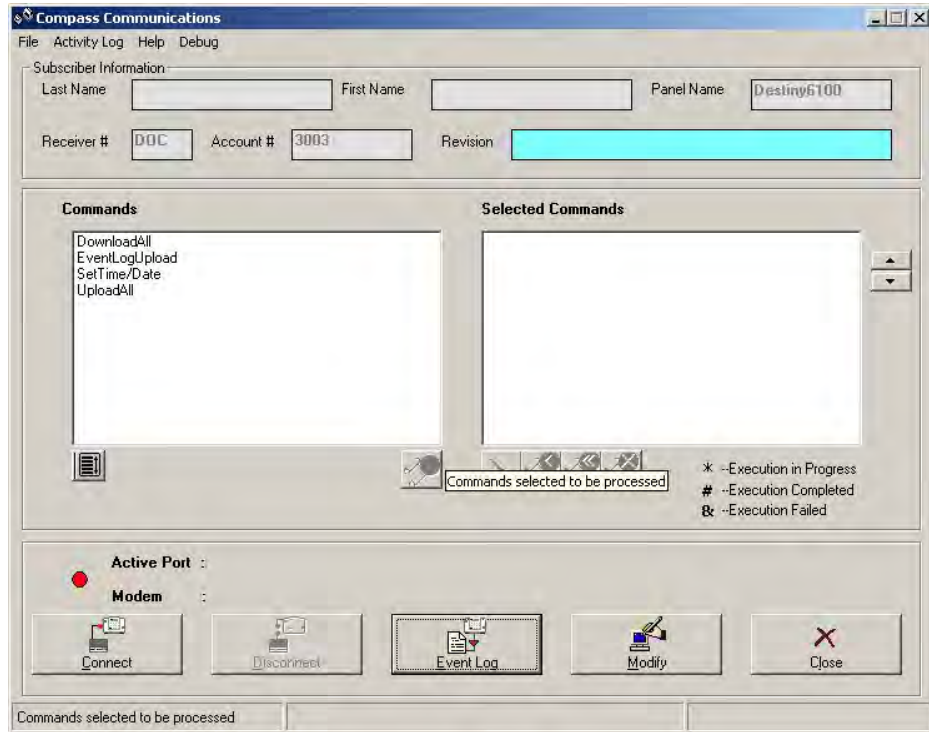 Compass Communications
File Activity Log Help Debug
Subscriber Information
Last Name First Name Panel Name Destiny6100
Receiver # DOC Account # 3003 Revision
Commands Selected Commands
DownloadAll
EventLogUpload
SetTime/Date
UploadAll
Commands selected to be processed
* --Execution in Progress
# --Execution Completed
& --Execution Failed
Active Port :
Modem :
Connect Disconnect Event Log Modify Close
Commands selected to be processed